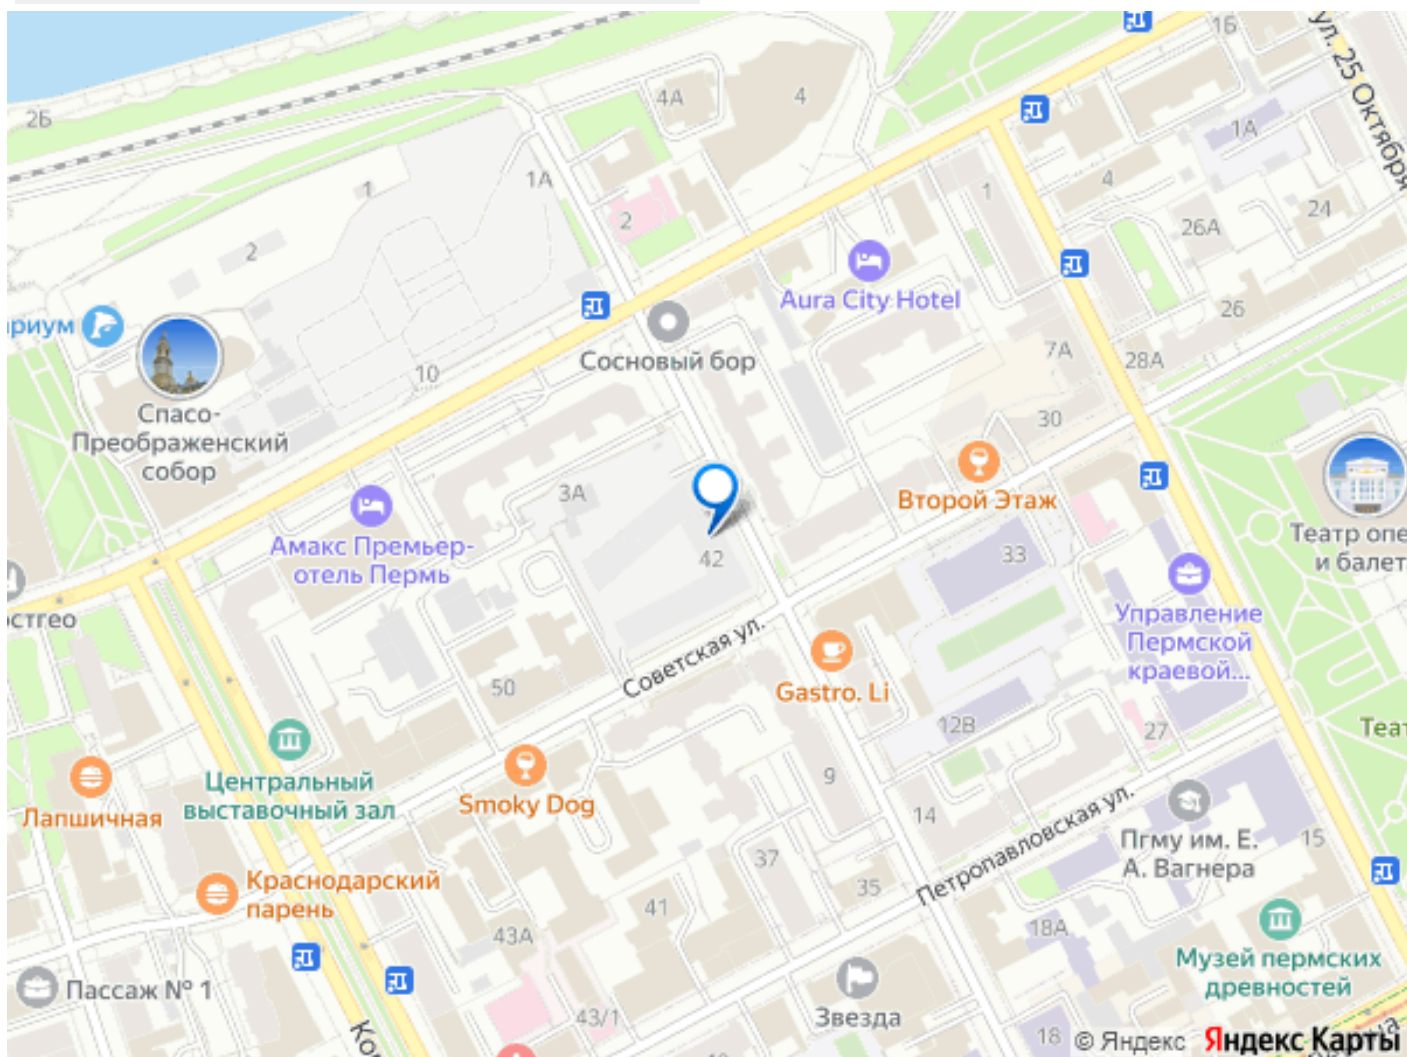 1Б
ул. 25 Октября
4А
4
2Б
1А
1А
1
4
1
2
26А
24
2
Aura City Hotel
26
Сосновый бор
7А
28А
10
Спасо-
Преображенский
собор
30
3А
Второй Этаж
Амакс Премьер-
отель Пермь
42
33
Театр опе
и балет
Управление
Пермской
краевой...
Советская ул.
Gastro. Li
50
12В
27
Теат
Центральный
выставочный зал
Smoky Dog
9
Лапшичная
14
Петропавловская ул.
Пгму им. Е.
А. Вагнера
15
37
35
Краснодарский
парень
41
43А
18А
Музей пермских
древностей
Пассаж № 1
43/1
Звезда
18
© Яндекс Яндекс Карты